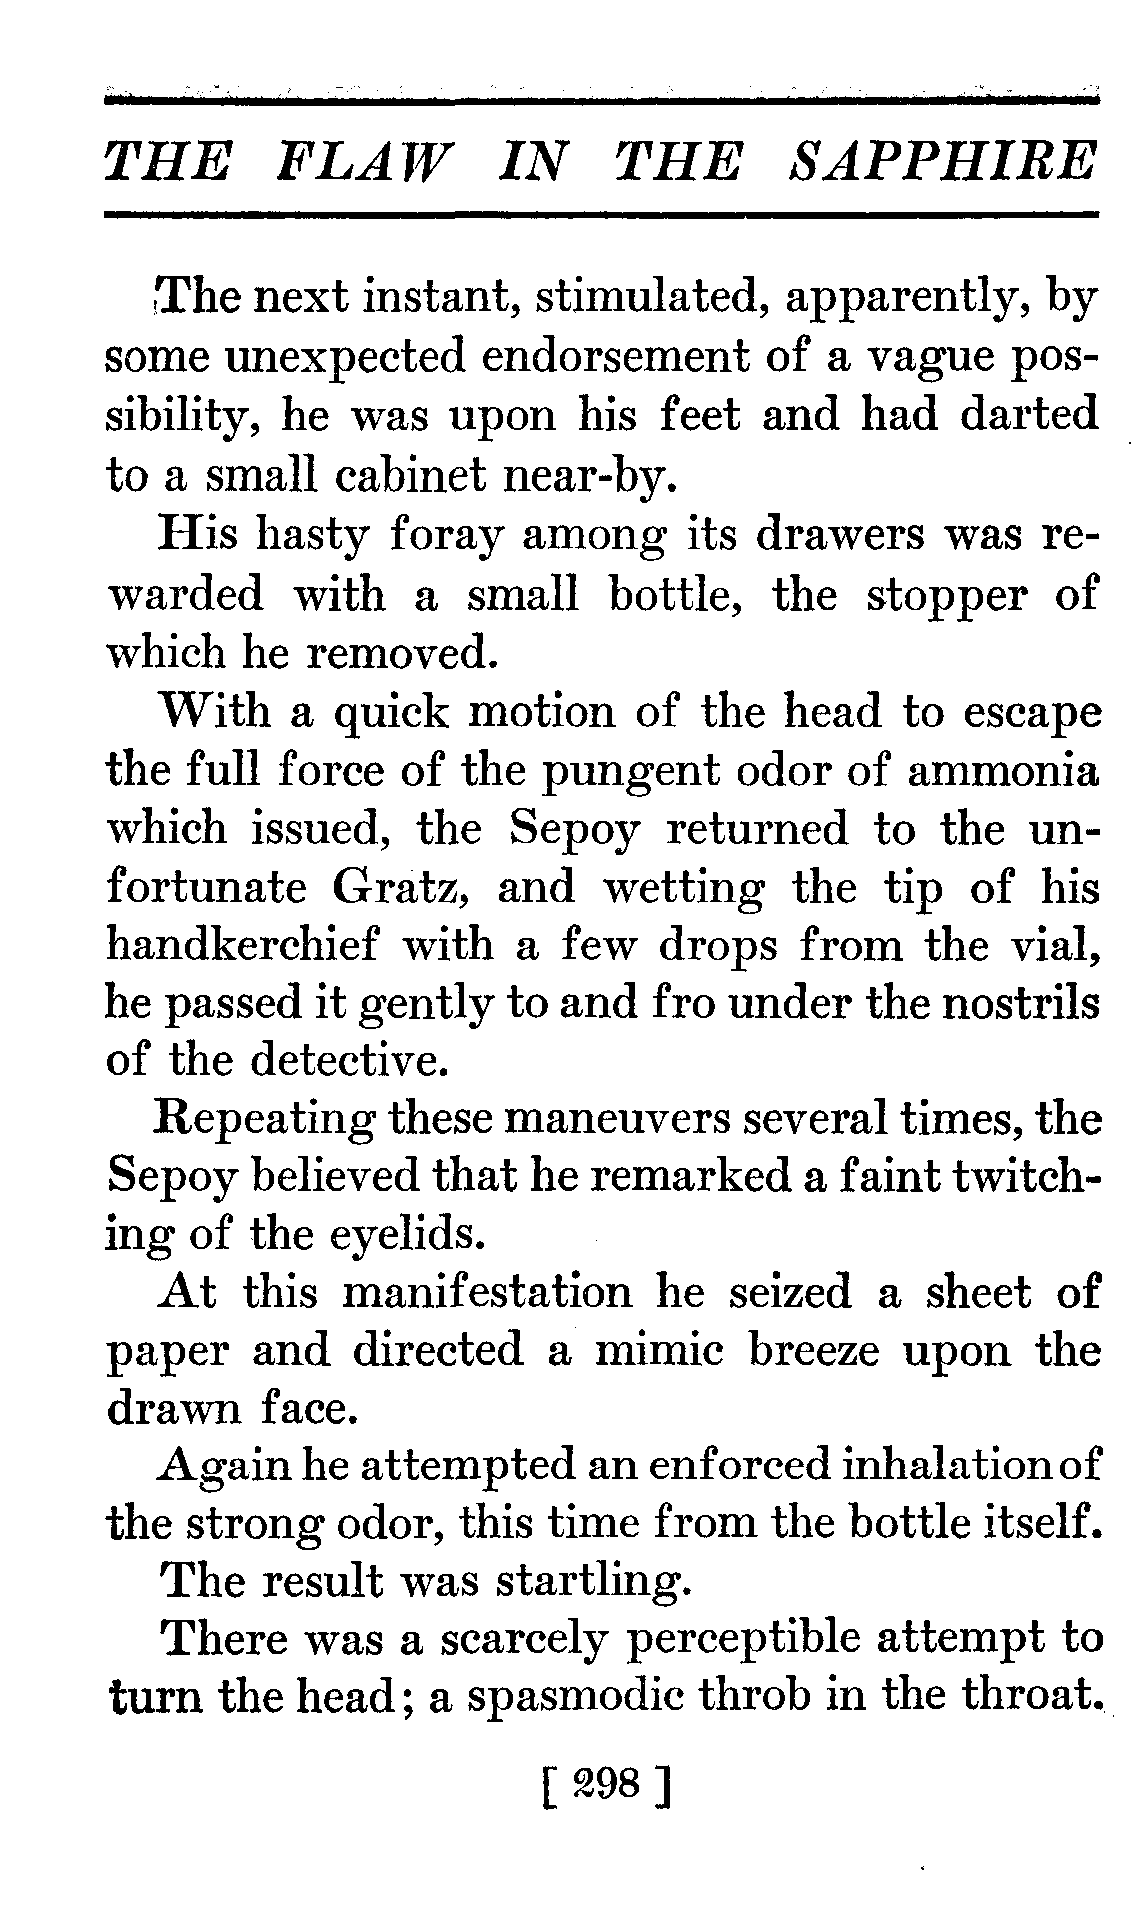 THE FLAW IN THE SAPPHIRE
The next instant, stimulated, apparently, by
some unexpected endorsement of a vague pos-
sibility, he was upon his feet and had darted
to a small cabinet near-by.
His hasty foray among its drawers was re-
warded with a small bottle, the stopper of
which he removed.
With a quick motion of the head to escape
the full force of the pungent odor of ammonia
which issued, the Sepoy returned to the un-
fortunate Gratz, and wetting the tip of his
handkerchief with a few drops from the vial,
he passed it gently to and fro under the nostrils
of the detective.
Repeating these maneuvers several times, the
Sepoy believed that he remarked a faint twitch-
ing of the eyelids.
At this manifestation he seized a sheet of
paper and directed a mimic breeze upon the
drawn face.
Again he attempted an enforced inhalation of
the strong odor, this time from the bottle itself.
The result was startling.
There was a scarcely perceptible attempt to
turn the head; a spasmodic throb in the throat.
[ 298 ]